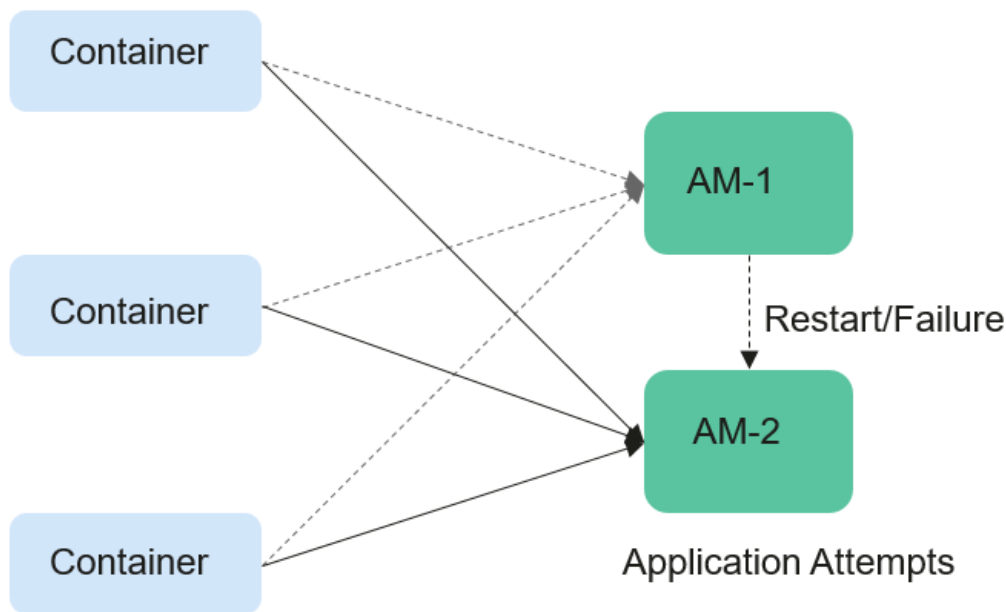 Container
AM-1
Container
Restart/Failure
AM-2
Container
Application Attempts